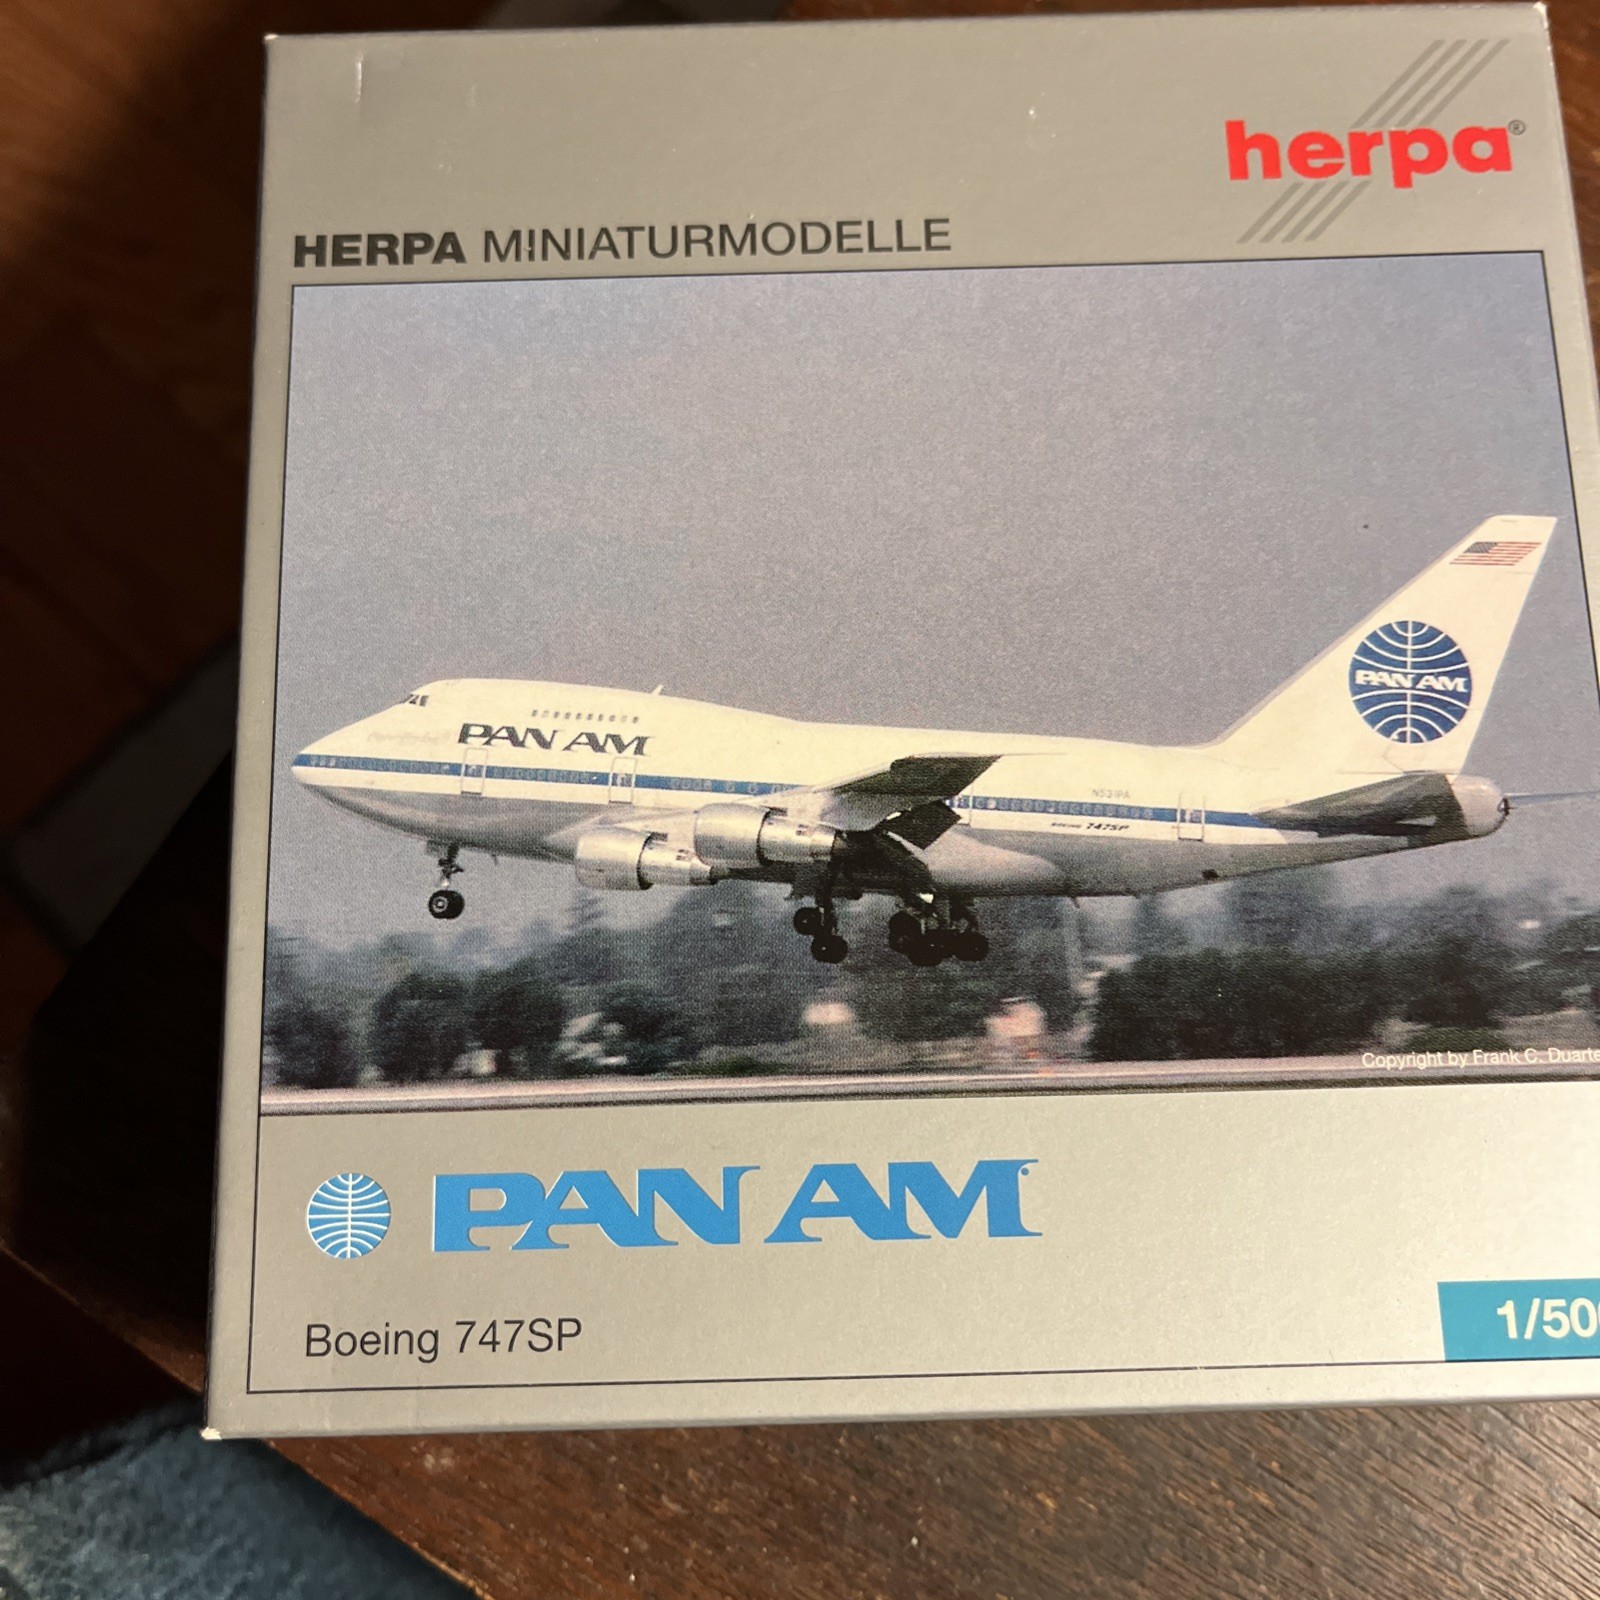 herpa®
HERPA MINIATURMODELLE
PAN AM
PAN AM
N531PA
BOEING 747SP
Copyright by Frank C. Duarte
PAN AM
Boeing 747SP
1/50